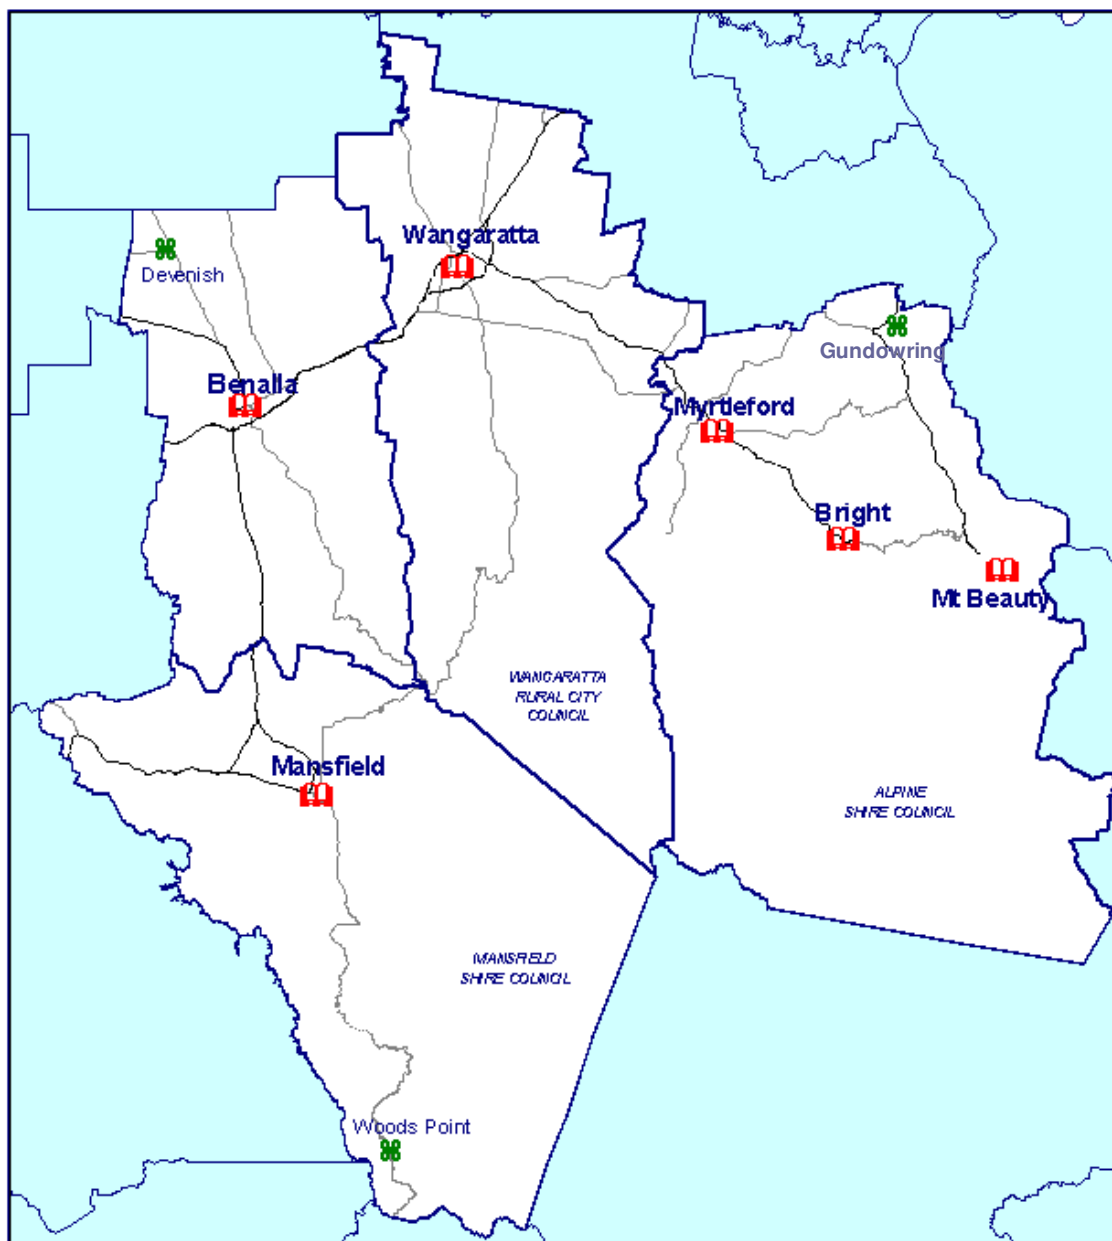 Wangaratta
Devenish
Gundowring
Benalla
Myrtleford
Bright
Mt Beauty
WANGARATTA
RURAL CITY
COUNCIL
Mansfield
ALPINE
SHIRE COUNCIL
MANSFIELD
SHIRE COUNCIL
Woods Point